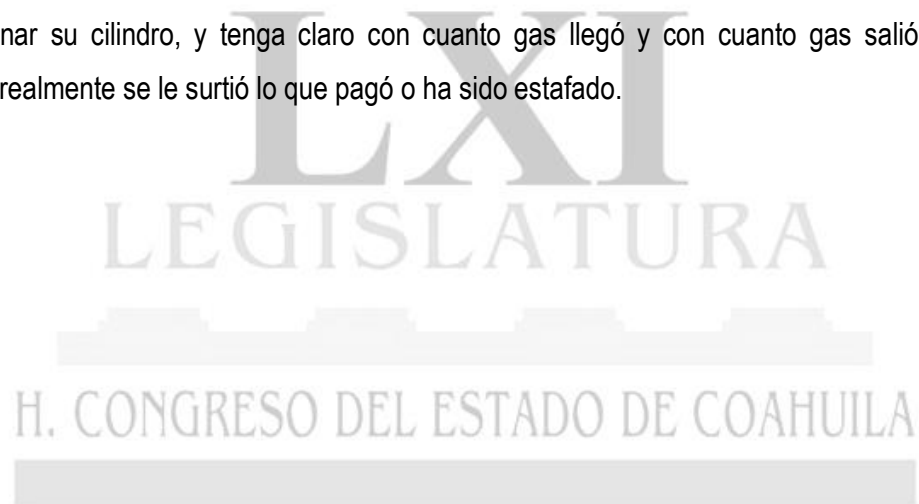 nar su cilindro, y tenga claro con cuanto gas llegó y con cuanto gas salió
realmente se le surtió lo que pagó o ha sido estafado.
LXI
LEGISLATURA
H. CONGRESO DEL ESTADO DE COAHUILA